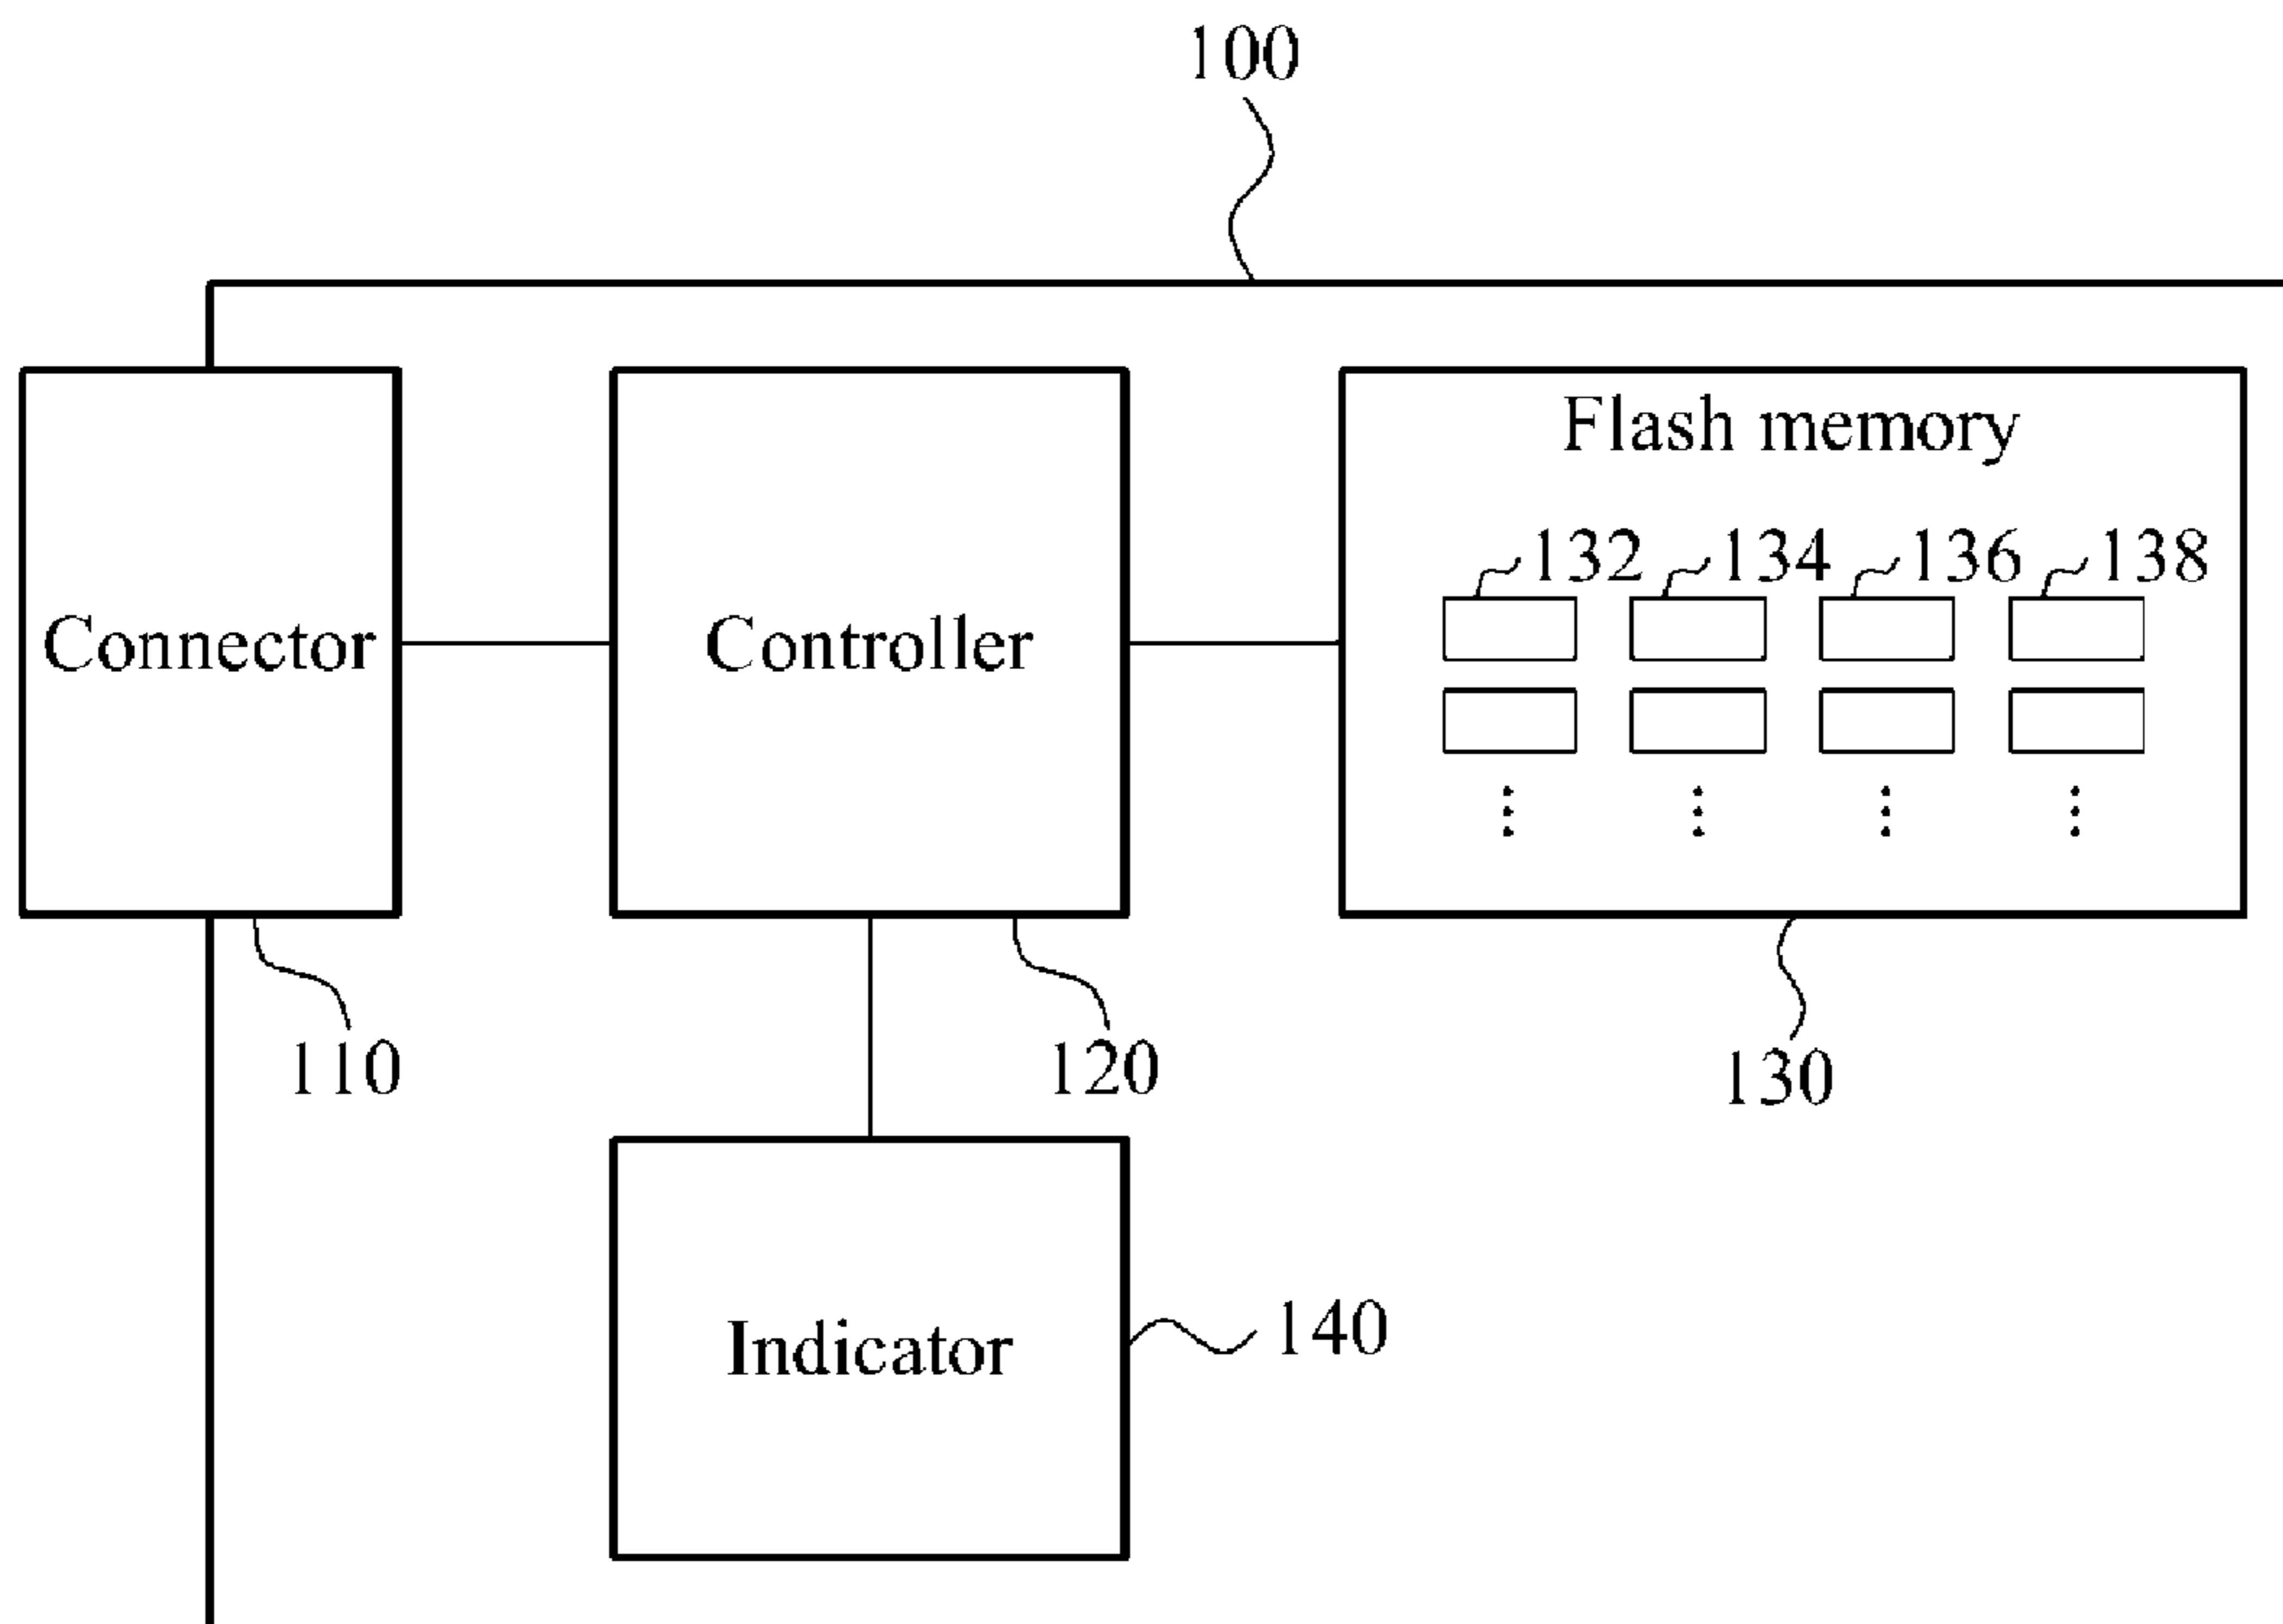 100
Flash memory
132 134 136 138
Connector
Controller
110
120
130
Indicator
140